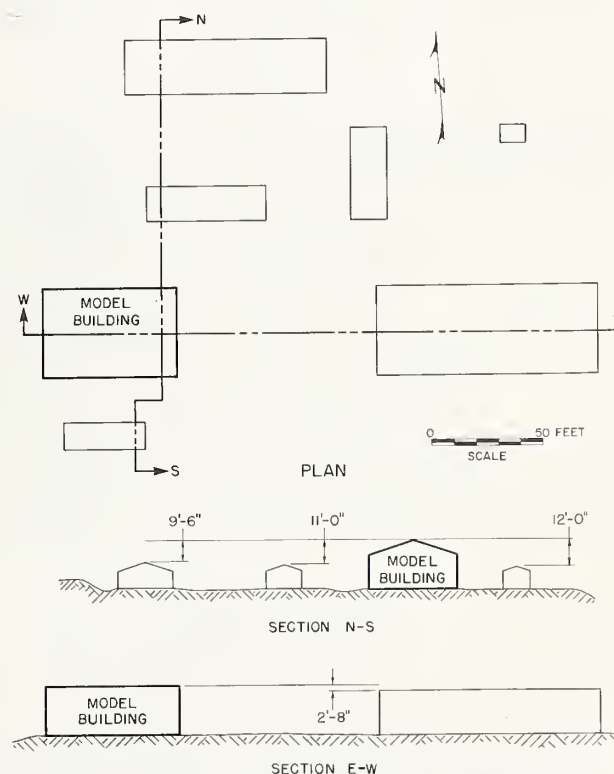 N
N
W
MODEL
BUILDING
0 50 FEET
SCALE
S
PLAN
9'-6"
11'-0"
12'-0"
MODEL
BUILDING
SECTION N-S
MODEL
BUILDING
2'-8"
SECTION E-W